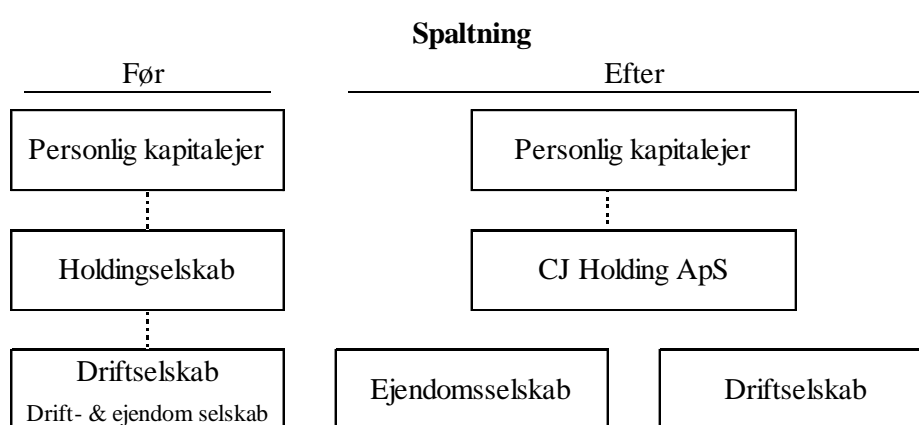 Spaltning
Før
Efter
Personlig kapitalejer
Personlig kapitalejer
Holdingselskab
CJ Holding ApS
Driftselskab
Drift- & ejendom selskab
Ejendomsselskab
Driftselskab